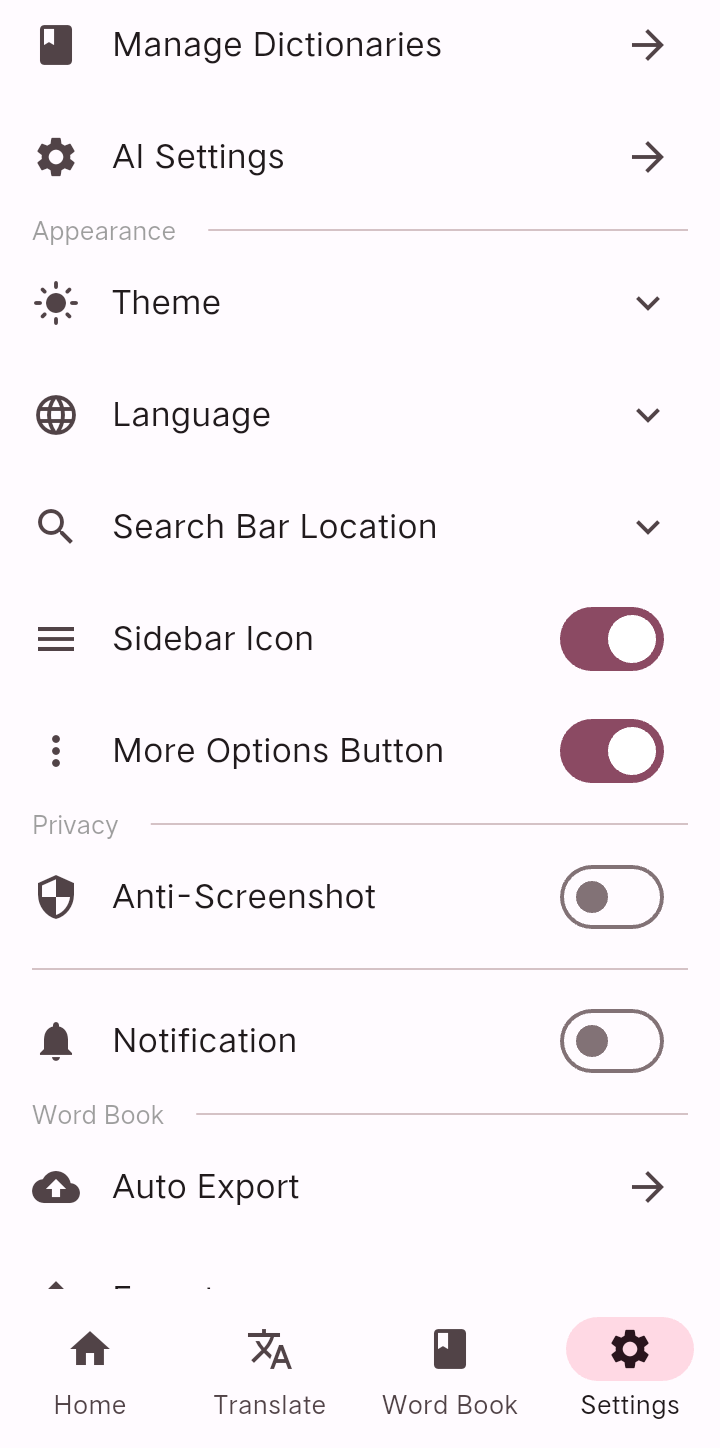 Manage Dictionaries
AI Settings
Appearance
Theme
Language
Search Bar Location
Sidebar Icon
More Options Button
Privacy
Anti-Screenshot
Notification
Word Book
Auto Export
Home
Translate
Word Book
Settings